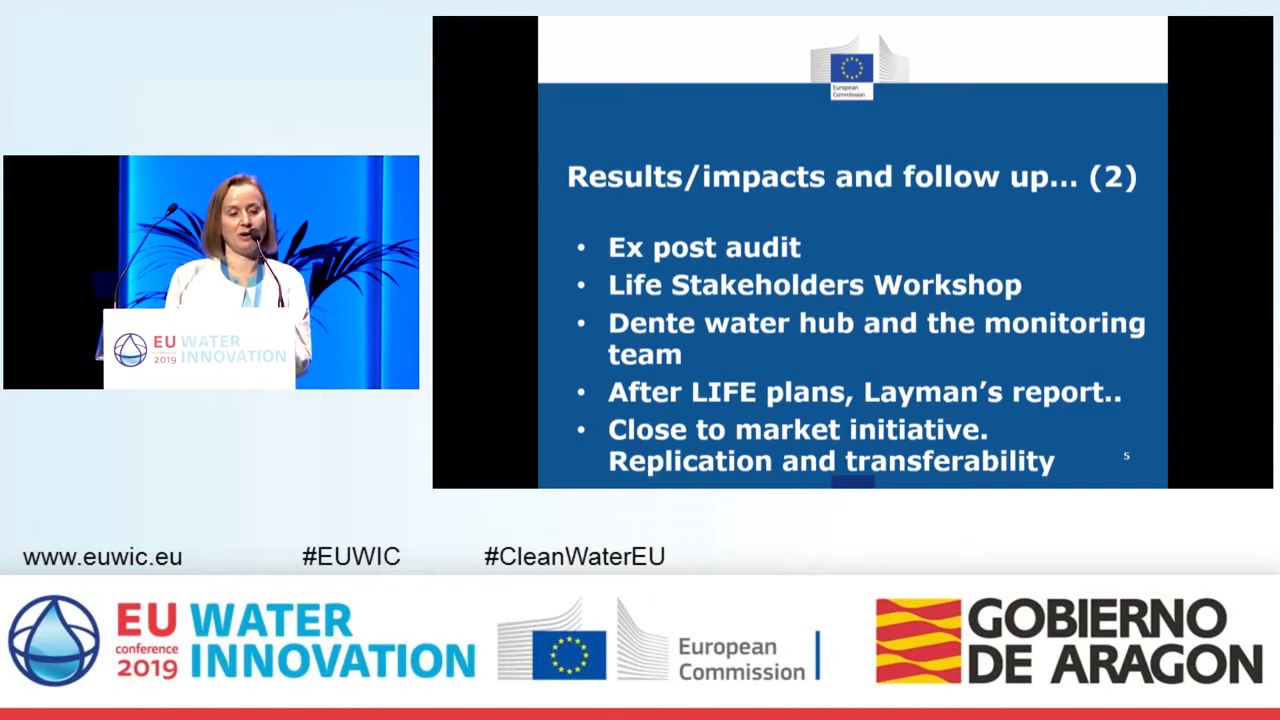 European
Commission
Results/impacts and follow up... (2)
• Ex post audit
• Life Stakeholders Workshop
• Dente water hub and the monitoring
team
• After LIFE plans, Layman's report..
• Close to market initiative.
Replication and transferability
5
EU WATER
conference
2019 INNOVATION
www.euwic.eu #EUWIC #CleanWaterEU
EU WATER
conference
2019 INNOVATION
European
Commission
GOBIERNO
DE ARAGON